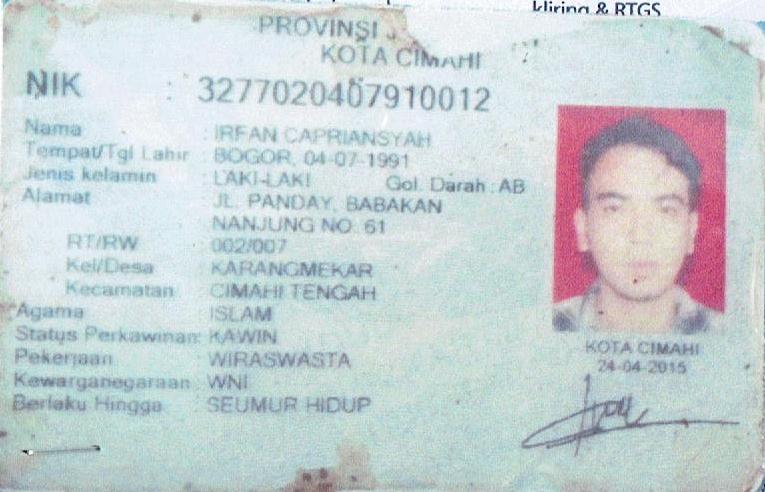 kliring & RTGS
PROVINSI
KOTA CIMAHI
NIK : 3277020407910012
Nama : IRFAN CAPRIANSYAH
Tempat/Tgl Lahir : BOGOR, 04-07-1991
Jenis kelamin : LAKI-LAKI Gol. Darah : AB
Alamat : JL. PANDAY, BABAKAN
NANJUNG NO. 61
RT/RW : 002/007
Kel/Desa : KARANGMEKAR
Kecamatan : CIMAHI TENGAH
Agama : ISLAM
Status Perkawinan: KAWIN
Pekerjaan : WIRASWASTA
Kewarganegaraan : WNI
Berlaku Hingga : SEUMUR HIDUP
KOTA CIMAHI
24-04-2015